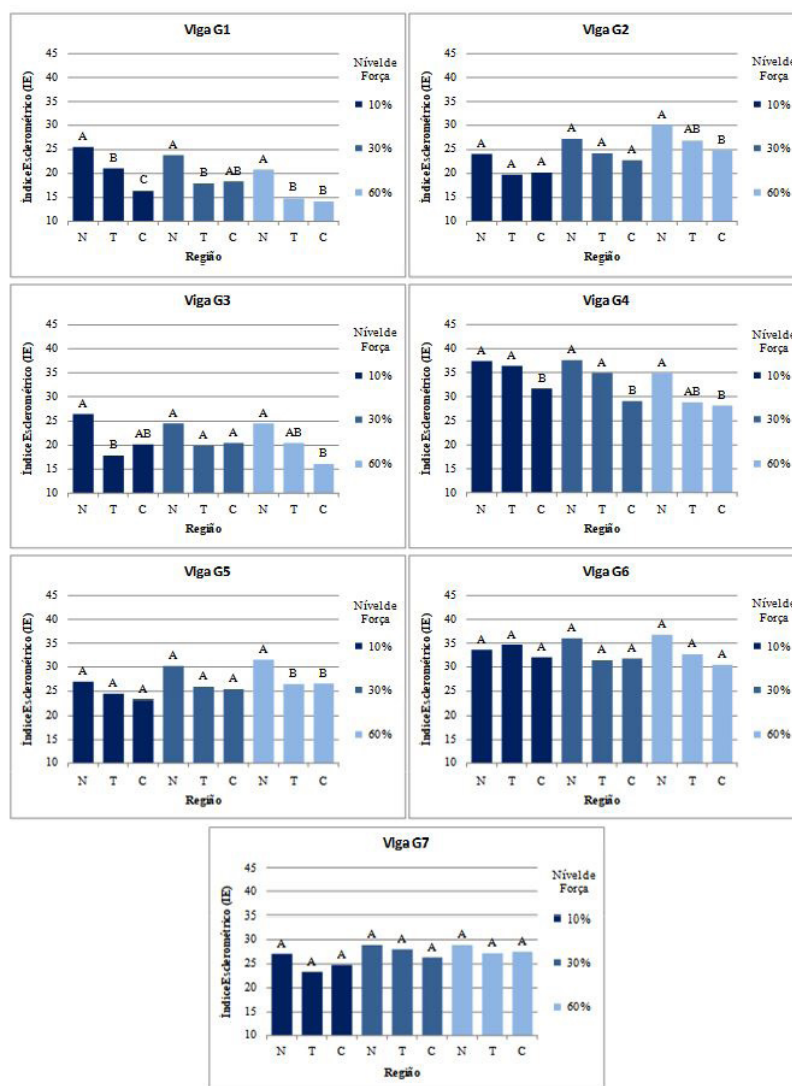 Viga G1
Índice Esclerométrico (IE)
45
40
35
30
25
20
15
10
A B C A B AB A B B
N T C N T C N T C
Região
Nível de Força
10%
30%
60%
Viga G2
Índice Esclerométrico (IE)
45
40
35
30
25
20
15
10
A A A A A A A AB B
N T C N T C N T C
Região
Nível de Força
10%
30%
60%
Viga G3
Índice Esclerométrico (IE)
45
40
35
30
25
20
15
10
A B AB A A A A AB B
N T C N T C N T C
Região
Nível de Força
10%
30%
60%
Viga G4
Índice Esclerométrico (IE)
45
40
35
30
25
20
15
10
A A B A A B A AB B
N T C N T C N T C
Região
Nível de Força
10%
30%
60%
Viga G5
Índice Esclerométrico (IE)
45
40
35
30
25
20
15
10
A A A A A A A B B
N T C N T C N T C
Região
Nível de Força
10%
30%
60%
Viga G6
Índice Esclerométrico (IE)
45
40
35
30
25
20
15
10
A A A A A A A A A
N T C N T C N T C
Região
Nível de Força
10%
30%
60%
Viga G7
Índice Esclerométrico (IE)
45
40
35
30
25
20
15
10
A A A A A A A A A
N T C N T C N T C
Região
Nível de Força
10%
30%
60%